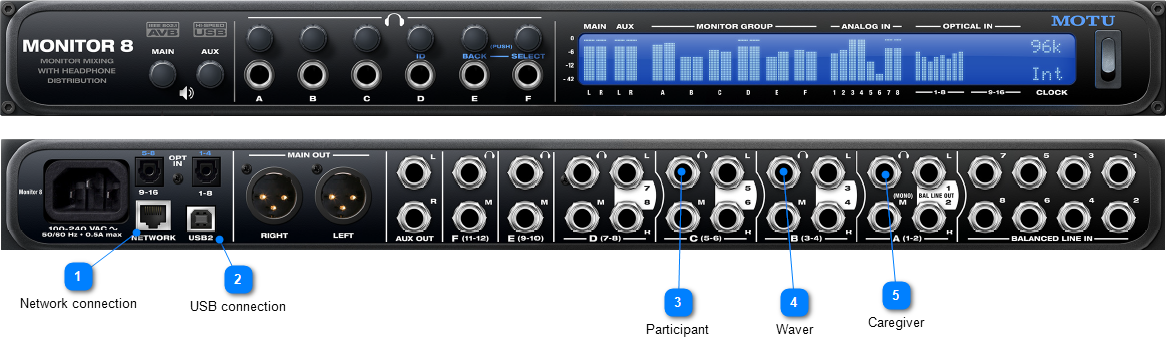 IEEE 802.1
AVB
HI-SPEED
USB
MONITOR 8
MONITOR MIXING
WITH HEADPHONE
DISTRIBUTION
MAIN
AUX
(PUSH)
ID
BACK
SELECT
A
B
C
D
E
F
MAIN
AUX
MONITOR GROUP
ANALOG IN
OPTICAL IN
MOTU
0
-6
-12
-42
96k
Int
L R L R A B C D E F 1 2 3 4 5 6 7 8 1-8 9-16 CLOCK
Monitor 8
100-240 VAC ~
50/60 Hz • 0.5A max
5-8
OPT
IN
1-4
9-16
1-8
NETWORK
USB2
MAIN OUT
RIGHT
LEFT
L
R
AUX OUT
M
F (11-12)
M
E (9-10)
L
7
8
M
H
D (7-8)
L
5
6
M
H
C (5-6)
L
3
4
M
H
B (3-4)
L
(MONO)
BAL LINE OUT
1
2
M
H
A (1-2)
7
5
3
1
8
6
4
2
BALANCED LINE IN
1
Network connection
2
USB connection
3
Participant
4
Waver
5
Caregiver